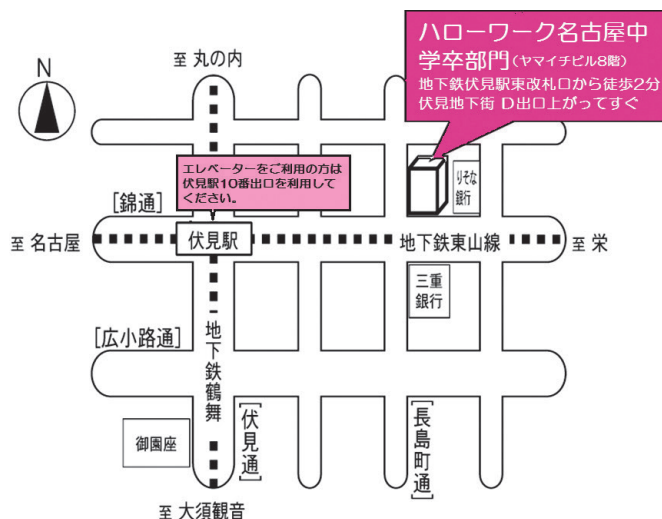 N
至 丸の内
ハローワーク名古屋中
学卒部門(ヤマイチビル8階)
地下鉄伏見駅東改札口から徒歩2分
伏見地下街 D出口上がってすぐ
エレベーターをご利用の方は
伏見駅10番出口を利用して
ください。
りそな
銀行
[錦通]
至 名古屋
伏見駅
地下鉄東山線
至 栄
三重
銀行
[広小路通]
地下鉄鶴舞
御園座
[伏見通]
[長島町通]
至 大須観音